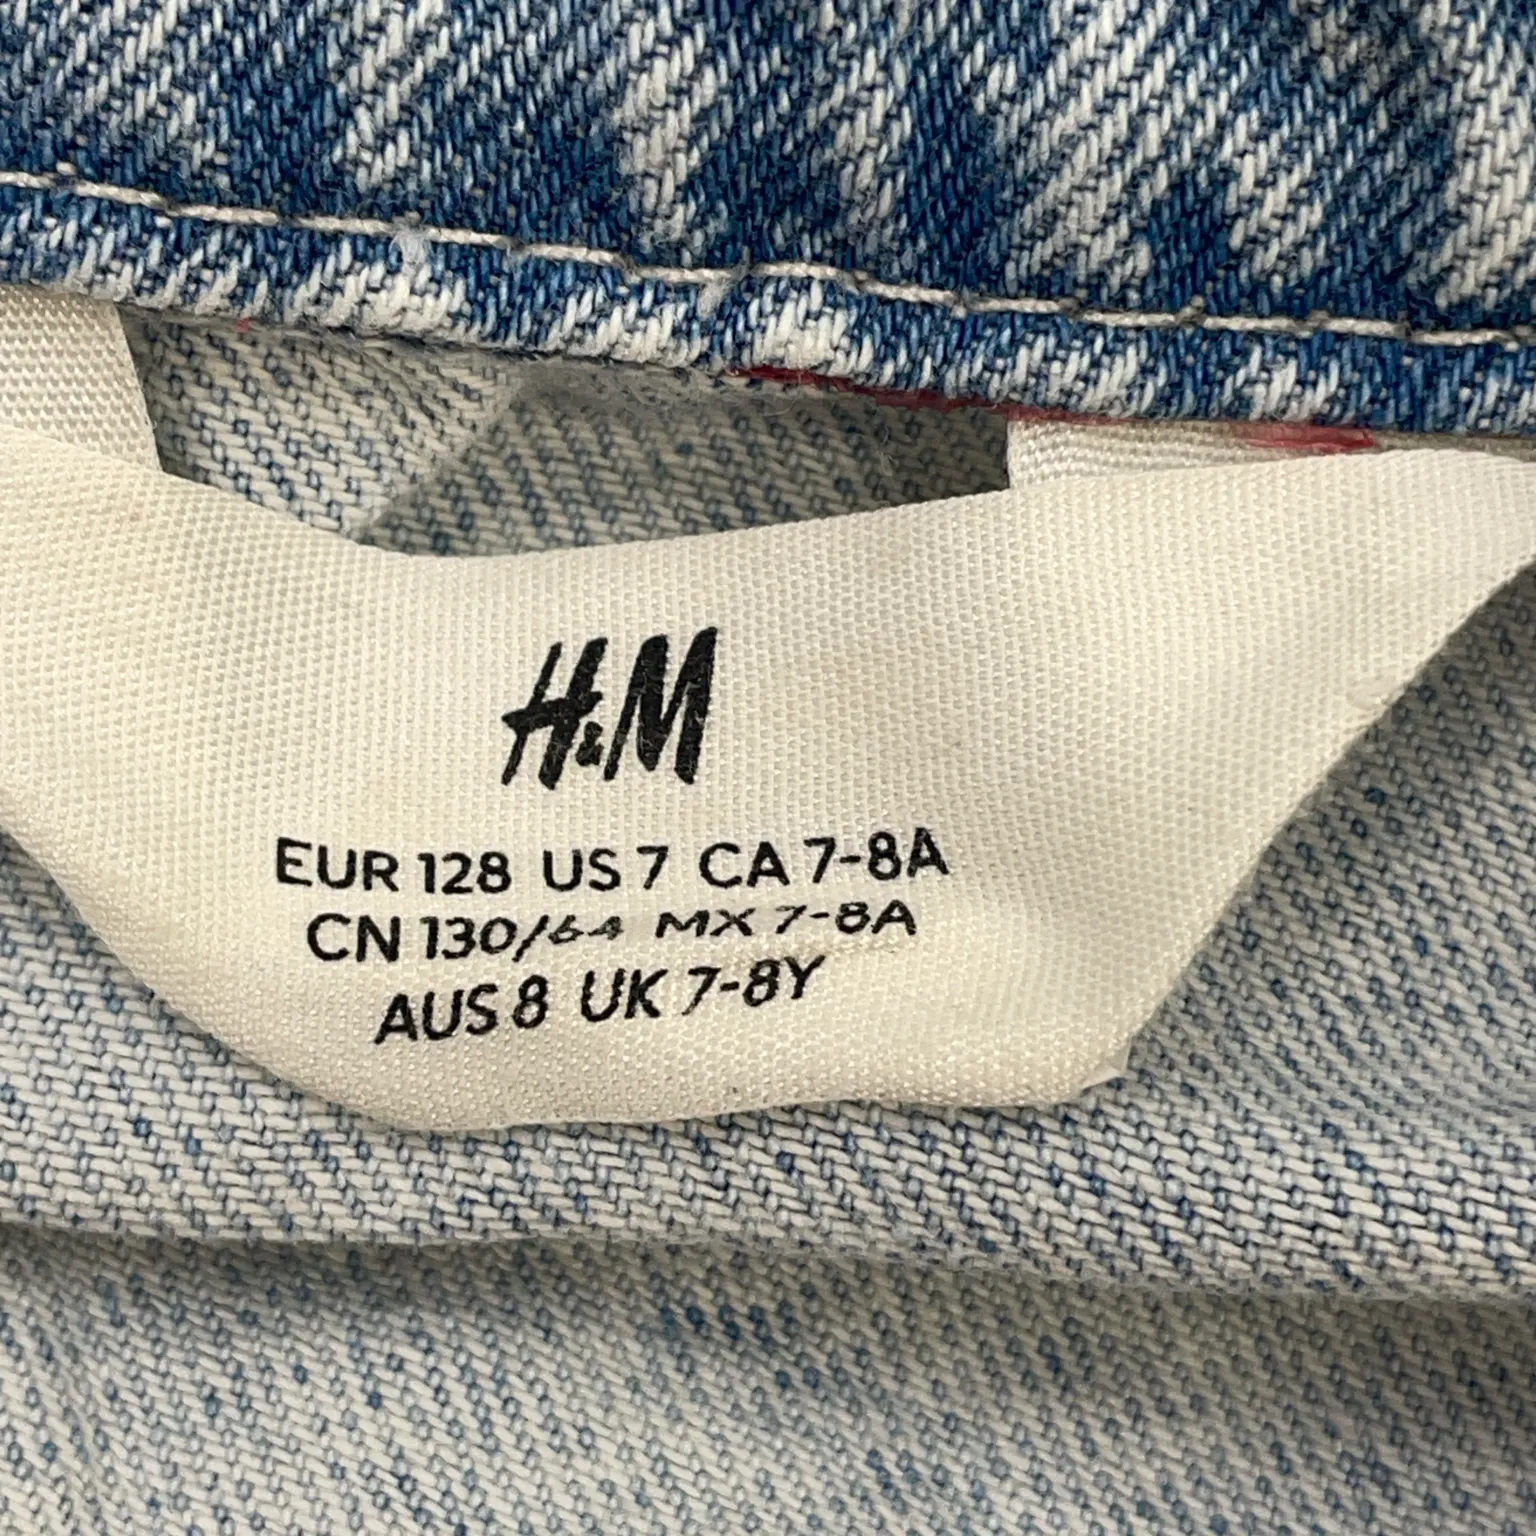 H&M
EUR 128 US 7 CA 7-8A
CN 130/64 MX 7-8A
AUS 8 UK 7-8Y